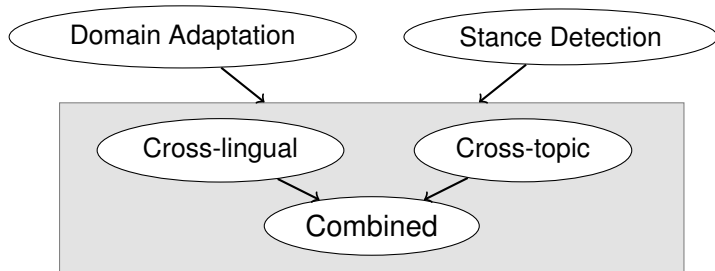 Domain Adaptation
Stance Detection
Cross-lingual
Cross-topic
Combined